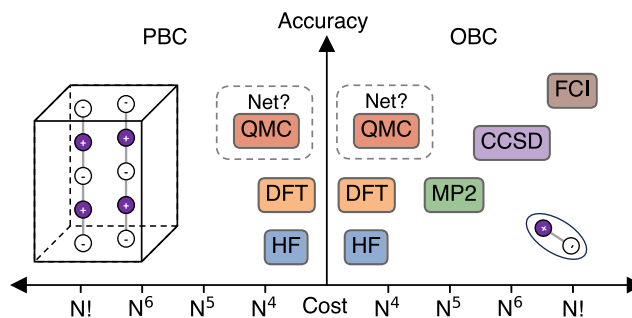 Accuracy
PBC
OBC
Net?
QMC
Net?
QMC
FCI
CCSD
DFT
DFT
MP2
HF
HF
-
-
+
+
-
-
+
+
-
-
+
-
N!
N⁶
N⁵
N⁴
Cost
N⁴
N⁵
N⁶
N!